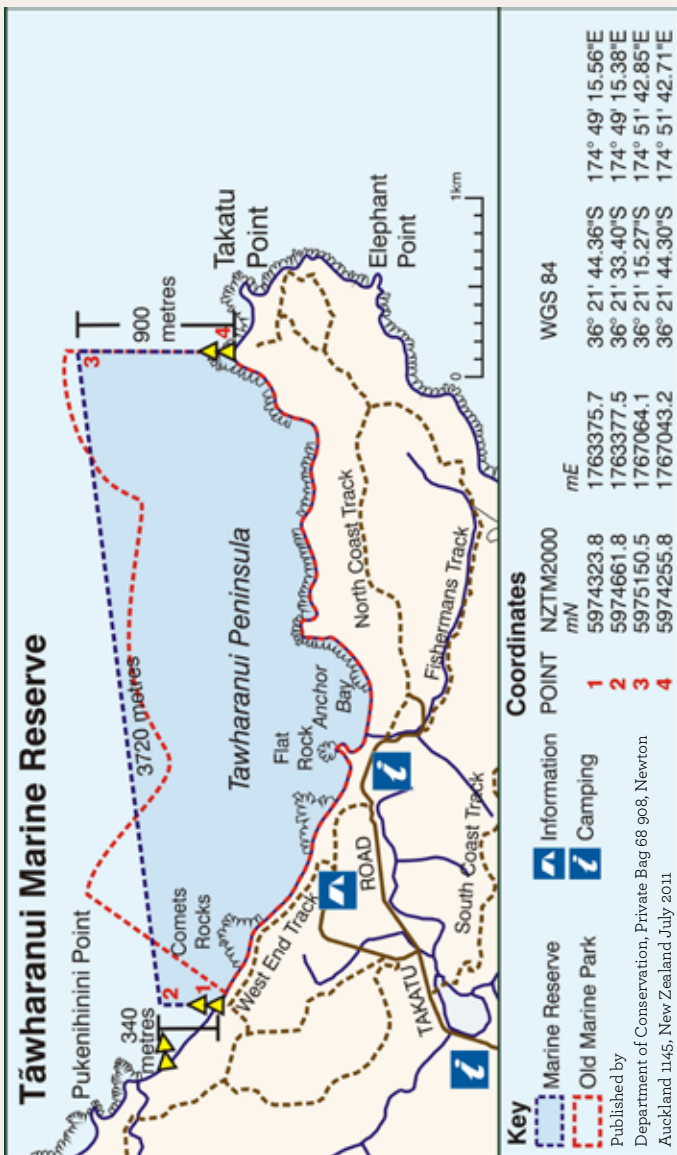 Tãwharanui Marine Reserve
Pukenihinini Point
340
metres
2
1
Comets
Rocks
3720 metres
3
900
metres
4
Takatu
Point
Tawharanui Peninsula
Flat
Rock
Anchor
Bay
West End Track
North Coast Track
Elephant
Point
ROAD
TAKATU
South Coast Track
Fishermans Track
0
1km
Key
Marine Reserve
Old Marine Park
Information
Camping
Published by
Department of Conservation, Private Bag 68 908, Newton
Auckland 1145, New Zealand July 2011
Coordinates
POINT NZTM2000 WGS 84
mN mE
1 5974323.8 1763375.7 36° 21' 44.36"S 174° 49' 15.56"E
2 5974661.8 1763377.5 36° 21' 33.40"S 174° 49' 15.38"E
3 5975150.5 1767064.1 36° 21' 15.27"S 174° 51' 42.85"E
4 5974255.8 1767043.2 36° 21' 44.30"S 174° 51' 42.71"E